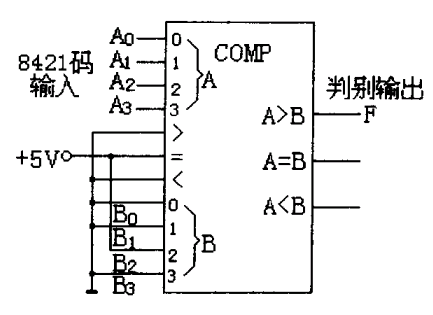 8421码
输入
A0
A1
A2
A3
0
1
2
3
A
COMP
>
=
<
+5V
B0
B1
B2
B3
0
1
2
3
B
A>B
A=B
A<B
判别输出
F